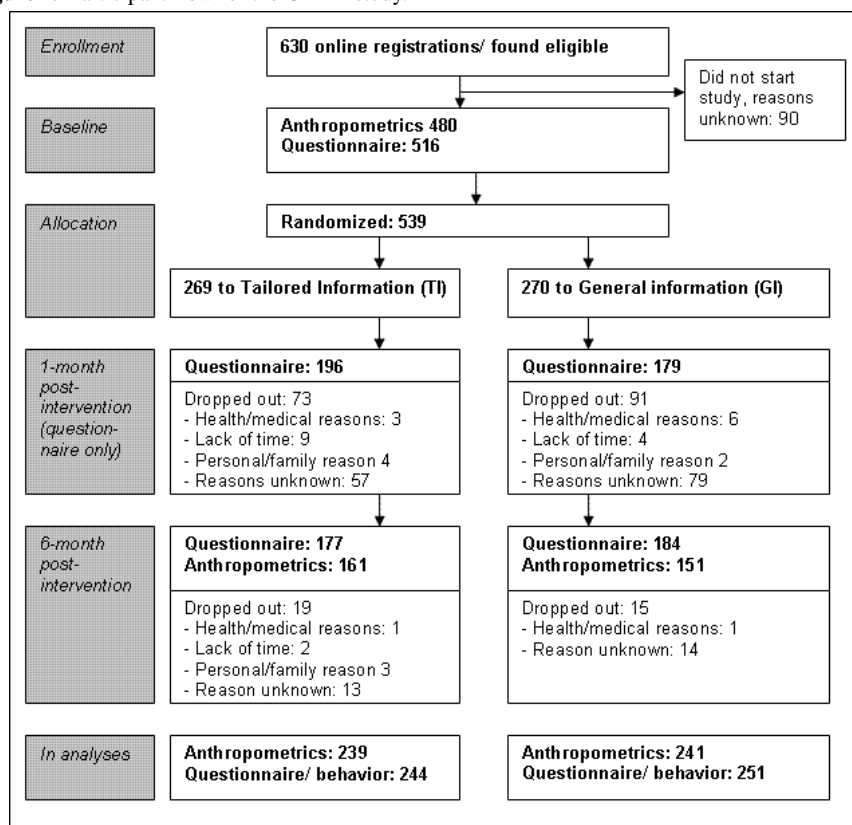 Enrollment
630 online registrations/ found eligible
Did not start
study, reasons
unknown: 90
Baseline
Anthropometrics 480
Questionnaire: 516
Allocation
Randomized: 539
269 to Tailored Information (TI)
270 to General information (GI)
1-month
post-
intervention
(question-
naire only)
Questionnaire: 196
Dropped out: 73
- Health/medical reasons: 3
- Lack of time: 9
- Personal/family reason 4
- Reasons unknown: 57
Questionnaire: 179
Dropped out: 91
- Health/medical reasons: 6
- Lack of time: 4
- Personal/family reason 2
- Reasons unknown: 79
6-month
post-
intervention
Questionnaire: 177
Anthropometrics: 161
Dropped out: 19
- Health/medical reasons: 1
- Lack of time: 2
- Personal/family reason 3
- Reason unknown: 13
Questionnaire: 184
Anthropometrics: 151
Dropped out: 15
- Health/medical reasons: 1
- Reason unknown: 14
In analyses
Anthropometrics: 239
Questionnaire/ behavior: 244
Anthropometrics: 241
Questionnaire/ behavior: 251